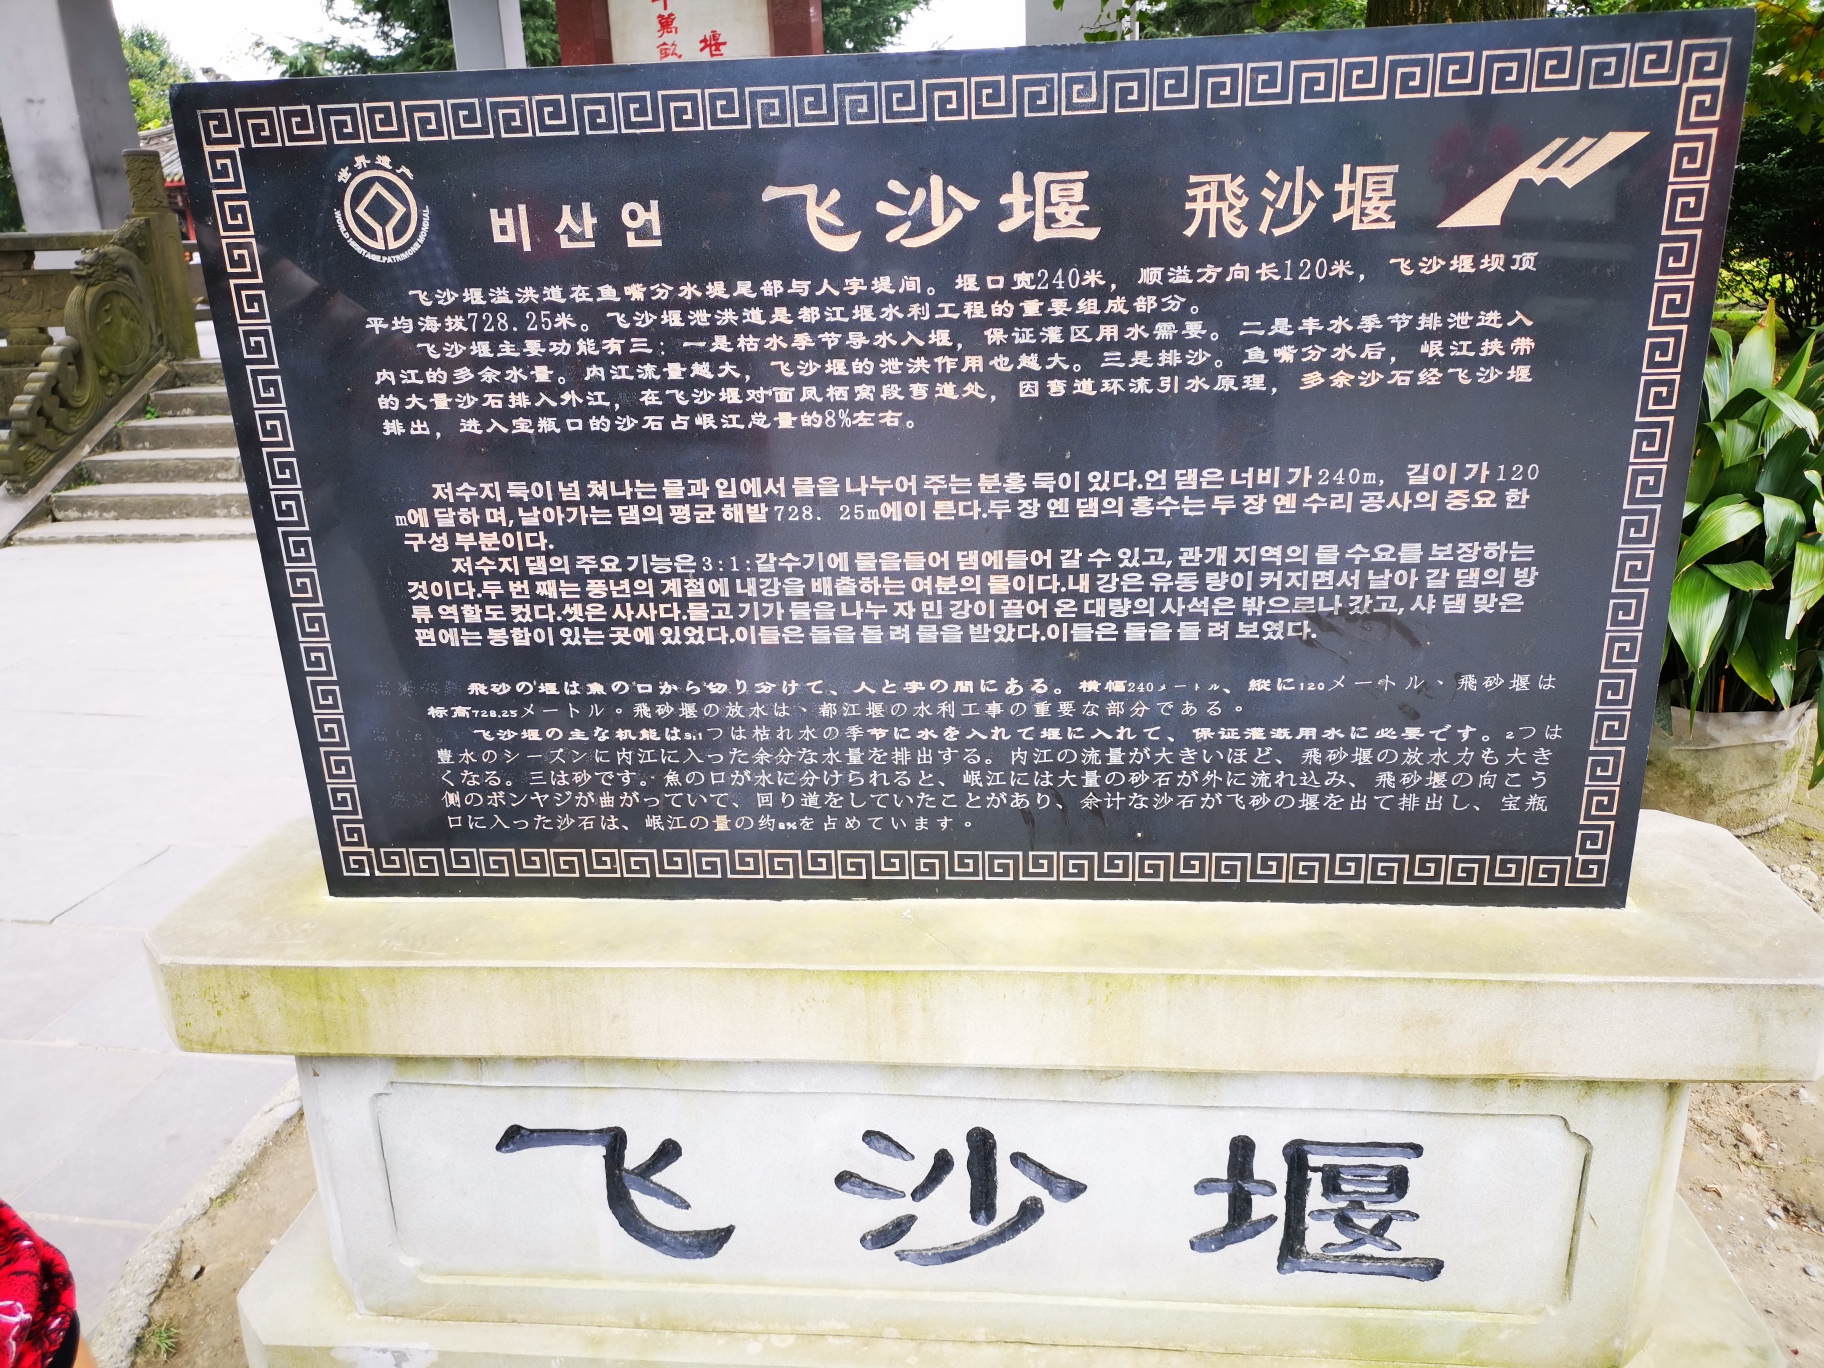 千萬畝 堰
世界遗产
WORLD HERITAGE.PATRIMOINE MONDIAL
비산언 飞沙堰 飛沙堰
飞沙堰溢洪道在鱼嘴分水堤尾部与人字堤间。堰口宽240米，顺溢方向长120米，飞沙堰坝顶
平均海拔728.25米。飞沙堰泄洪道是都江堰水利工程的重要组成部分。
飞沙堰主要功能有三：一是枯水季节导水入堰，保证灌区用水需要。二是丰水季节排泄进入
内江的多余水量。内江流量越大，飞沙堰的泄洪作用也越大。三是排沙。鱼嘴分水后，岷江挟带
的大量沙石排入外江，在飞沙堰对面凤栖窝段弯道处，因弯道环流引水原理，多余沙石经飞沙堰
排出，进入宝瓶口的沙石占岷江总量的8%左右。
저수지 둑이 넘 쳐나는 물과 입에서 물을 나누어 주는 분홍 둑이 있다.언 댐은 너비 가 240m, 길이 가 120
m에 달하 며,날아가는 댐의 평균 해발 728. 25m에이 른다.두 장 옌 댐의 홍수는 두 장 옌 수리 공사의 중요 한
구성 부분이다.
저수지 댐의 주요 기능은 3:1:갈수기에 물을들어 댐에들어 갈 수 있고, 관개 지역의 물 수요를 보장하는
것이다.두 번 째는 풍년의 계절에 내강을 배출하는 여분의 물이다.내 강은 유동 량이 커지면서 날아 갈 댐의 방
류 역할도 컸다.셋은 사사다.물고 기가 물을 나누 자 민 강이 끌어 온 대량의 사석은 밖으로나 갔고, 샤 댐 맞은
편에는 봉합이 있는 곳에 있었다.이들은 돌을 돌 려 물을 받았다.이들은 돌을 돌 려 보였다.
飛砂の堰は魚の口から切り分けて、人と字の間にある。横幅240メートル、縦に120メートル、飛砂堰は
标高728.25メートル。飛砂堰の放水は、都江堰の水利工事の重要な部分である。
飞沙堰の主な机能は3:1つは枯れ水の季节に水を入れて堰に入れて、保证灌漑用水に必要です。2つは
豊水のシーズンに内江に入った余分な水量を排出する。内江の流量が大きいほど、飛砂堰の放水力も大き
くなる。三は砂です。魚の口が水に分けられると、岷江には大量の砂石が外に流れ込み、飛砂堰の向こう
側のボンヤジが曲がっていて、回り道をしていたことがあり、余计な沙石が飞砂の堰を出て排出し、宝瓶
口に入った沙石は、岷江の量の约8%を占めています。
飞沙堰